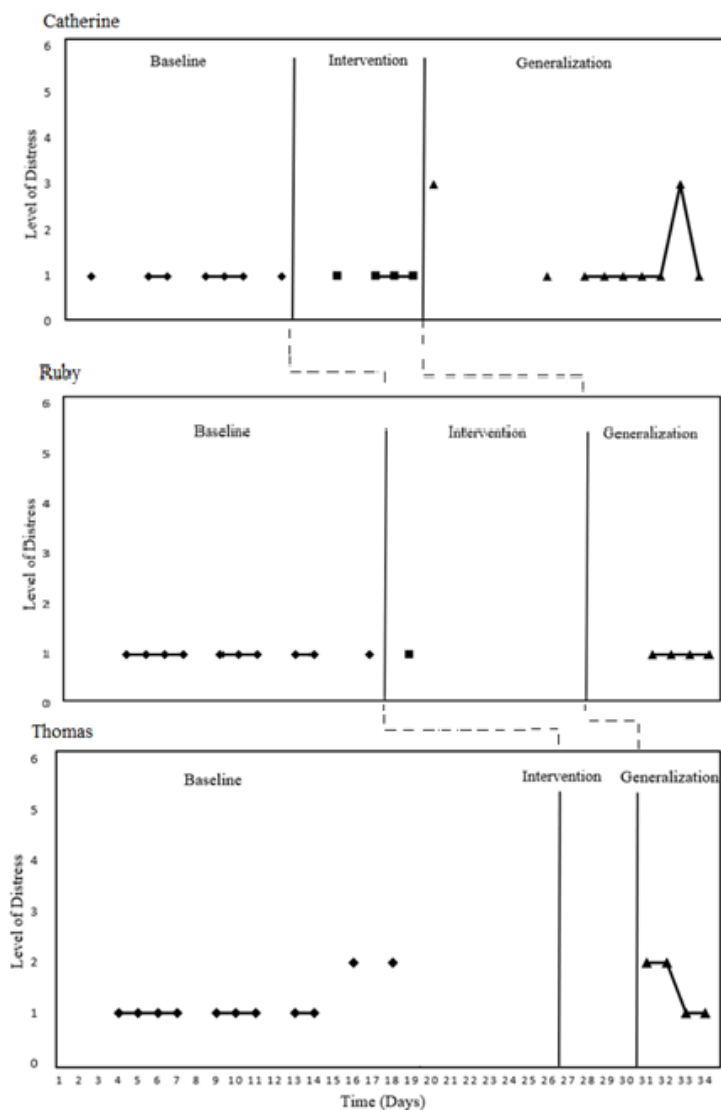 Catherine
6
Baseline Intervention Generalization
5
4
3
2
1
0
Level of Distress
Ruby
6
Baseline Intervention Generalization
5
4
3
2
1
0
Level of Distress
Thomas
6
Baseline Intervention Generalization
5
4
3
2
1
0
Level of Distress
1 2 3 4 5 6 7 8 9 10 11 12 13 14 15 16 17 18 19 20 21 22 23 24 25 26 27 28 29 30 31 32 33 34
Time (Days)